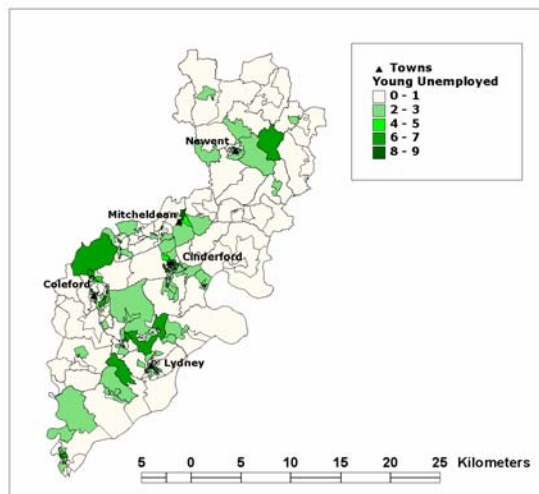 Towns
Young Unemployed
0 - 1
2 - 3
4 - 5
6 - 7
8 - 9
Newent
Mitcheldean
Cinderford
Coleford
Lydney
5 0 5 10 15 20 25 Kilometers